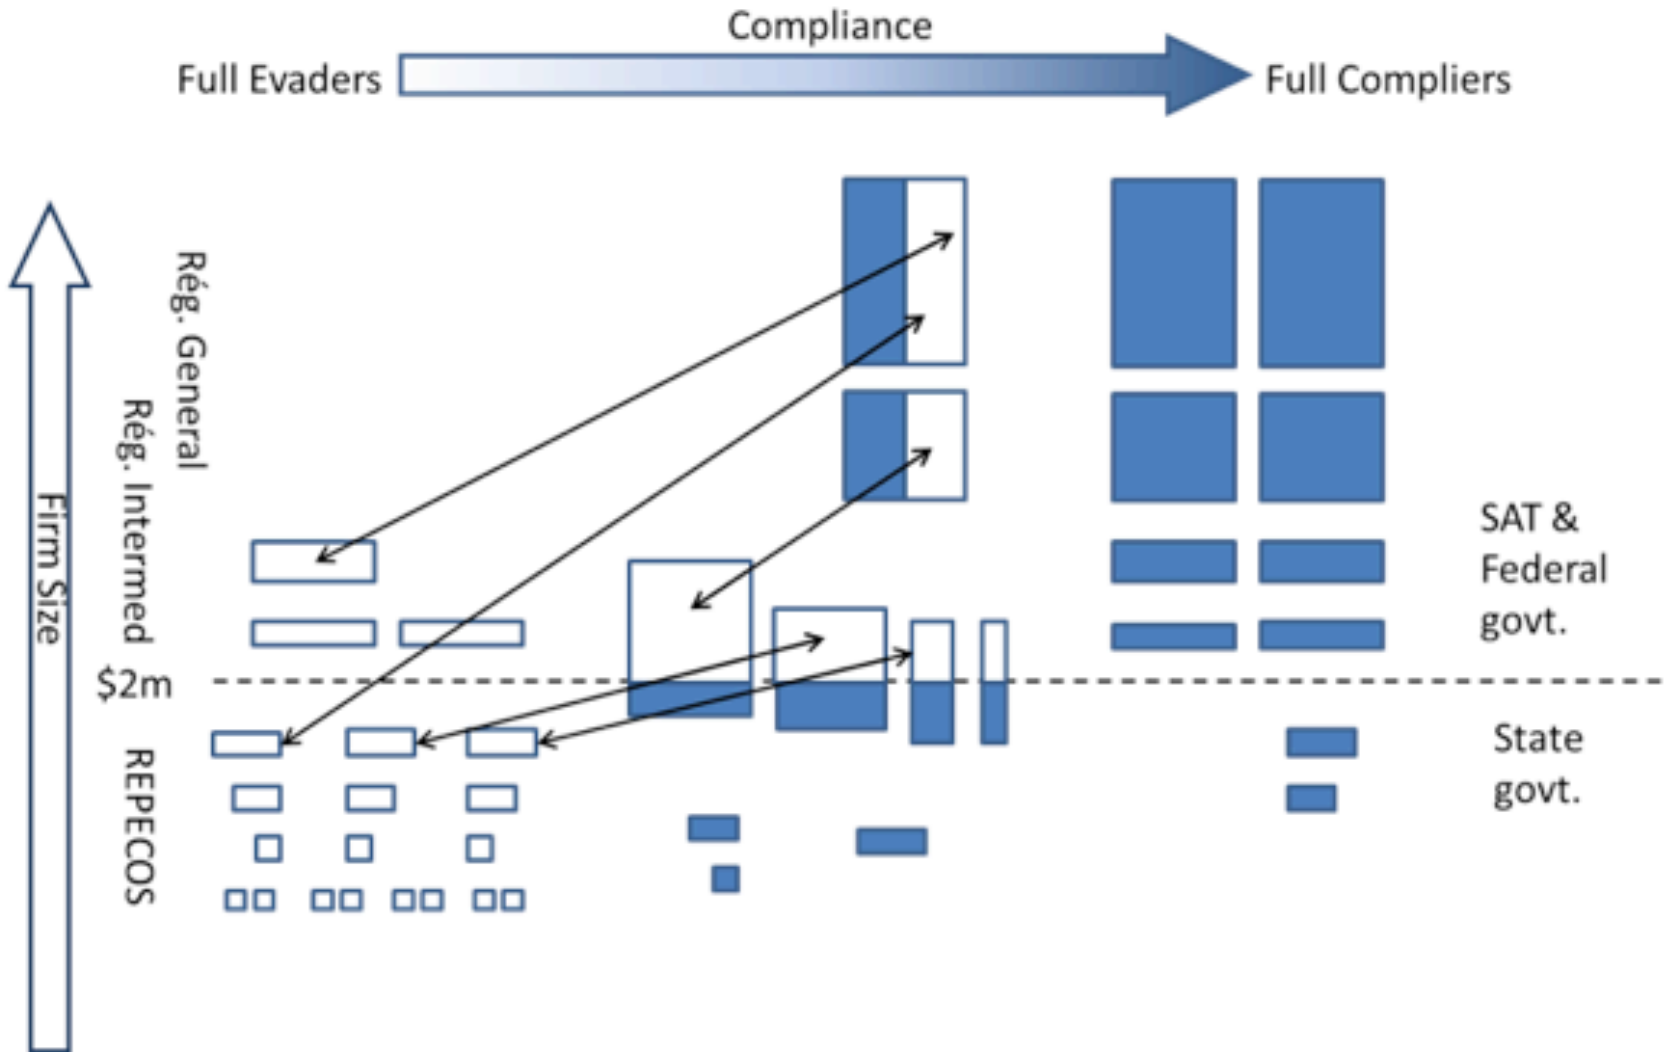 Compliance
Full Evaders
Full Compliers
Firm Size
Rég. General
Rég. Intermed
$2m
REPECOS
SAT &
Federal
govt.
State
govt.